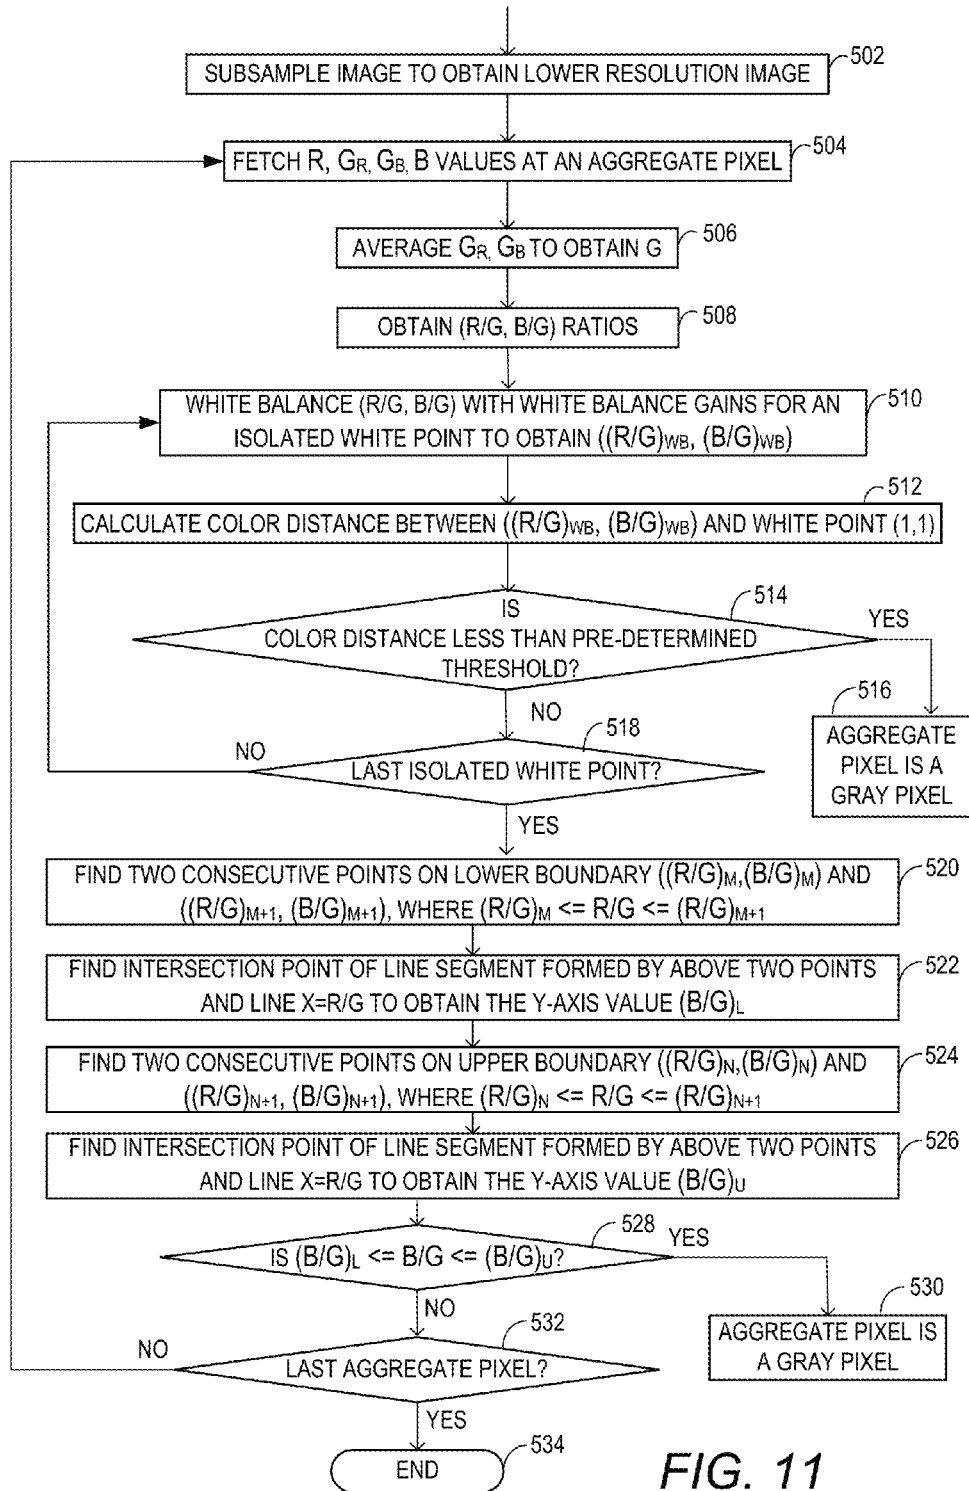 502
SUBSAMPLE IMAGE TO OBTAIN LOWER RESOLUTION IMAGE
504
FETCH R, GR, GB, B VALUES AT AN AGGREGATE PIXEL
506
AVERAGE GR, GB TO OBTAIN G
508
OBTAIN (R/G, B/G) RATIOS
510
WHITE BALANCE (R/G, B/G) WITH WHITE BALANCE GAINS FOR AN
ISOLATED WHITE POINT TO OBTAIN ((R/G)WB, (B/G)WB)
512
CALCULATE COLOR DISTANCE BETWEEN ((R/G)WB, (B/G)WB) AND WHITE POINT (1,1)
514
IS
COLOR DISTANCE LESS THAN PRE-DETERMINED
THRESHOLD?
YES
516
AGGREGATE
PIXEL IS A
GRAY PIXEL
NO
518
LAST ISOLATED WHITE POINT?
NO
YES
520
FIND TWO CONSECUTIVE POINTS ON LOWER BOUNDARY ((R/G)M,(B/G)M) AND
((R/G)M+1, (B/G)M+1), WHERE (R/G)M <= R/G <= (R/G)M+1
522
FIND INTERSECTION POINT OF LINE SEGMENT FORMED BY ABOVE TWO POINTS
AND LINE X=R/G TO OBTAIN THE Y-AXIS VALUE (B/G)L
524
FIND TWO CONSECUTIVE POINTS ON UPPER BOUNDARY ((R/G)N,(B/G)N) AND
((R/G)N+1, (B/G)N+1), WHERE (R/G)N <= R/G <= (R/G)N+1
526
FIND INTERSECTION POINT OF LINE SEGMENT FORMED BY ABOVE TWO POINTS
AND LINE X=R/G TO OBTAIN THE Y-AXIS VALUE (B/G)U
528
IS (B/G)L <= B/G <= (B/G)U?
YES
530
AGGREGATE PIXEL IS
A GRAY PIXEL
NO
532
LAST AGGREGATE PIXEL?
NO
YES
534
END
FIG. 11